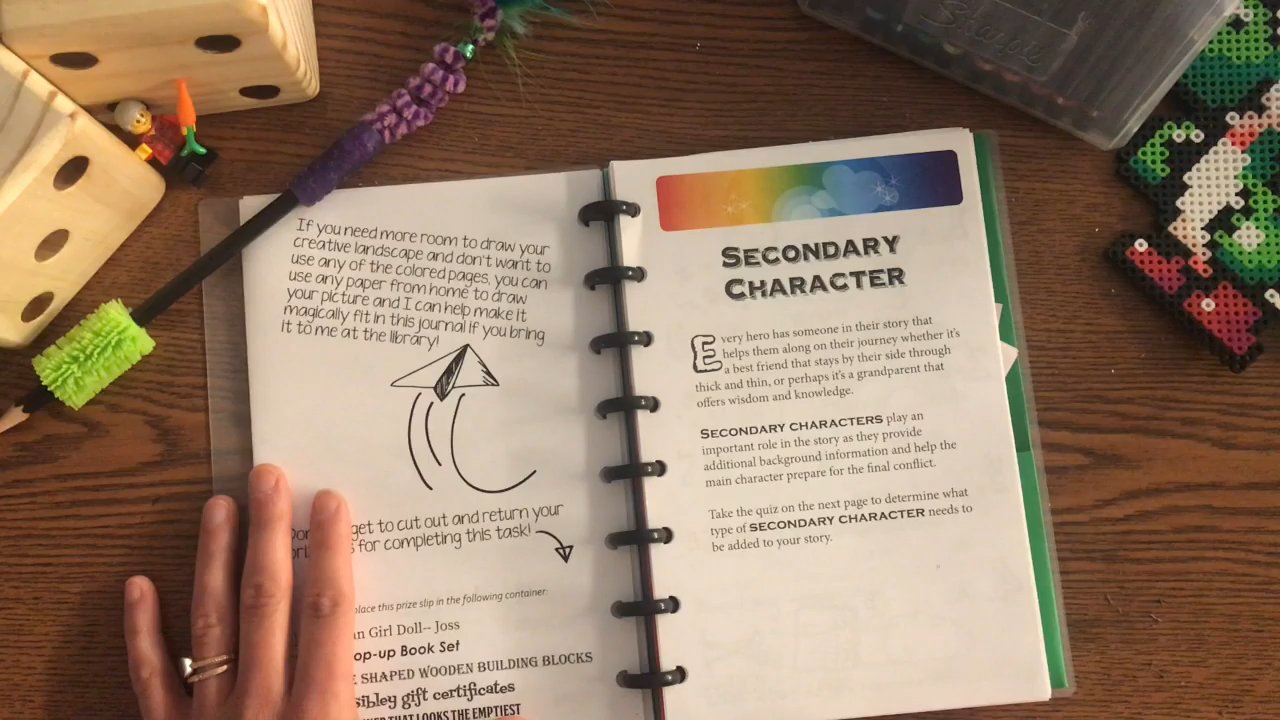 If you need more room to draw your
creative landscape and don't want to
use any of the colored pages, you can
use any paper from home to draw
your picture and I can help make it
magically fit in this journal if you bring
it to me at the library!
get to cut out and return your
for completing this task!
place this prize slip in the following container:
Girl Doll-- Joss
Book Set
SHAPED WOODEN BUILDING BLOCKS
gift certificates
THAT LOOKS THE EMPTIEST
SECONDARY
CHARACTER
Every hero has someone in their story that
helps them along on their journey whether it's
a best friend that stays by their side through
thick and thin, or perhaps it's a grandparent that
offers wisdom and knowledge.
SECONDARY CHARACTERS play an
important role in the story as they provide
additional background information and help the
main character prepare for the final conflict.
Take the quiz on the next page to determine what
type of SECONDARY CHARACTER needs to
be added to your story.
Sharpie